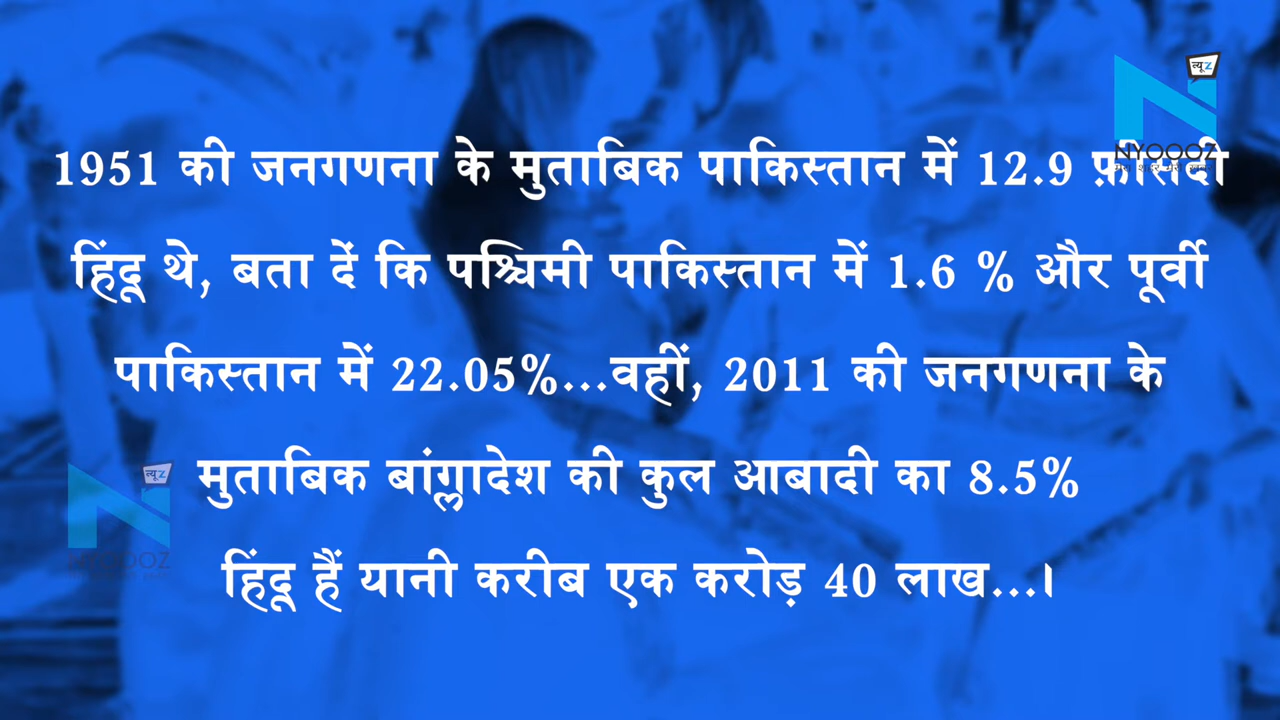 न्यूz
NYOOOZ
1951 की जनगणना के मुताबिक पाकिस्तान में 12.9 फ़ीसदी
हिंदू थे, बता दें कि पश्चिमी पाकिस्तान में 1.6 % और पूर्वी
पाकिस्तान में 22.05%...वहीं, 2011 की जनगणना के
मुताबिक बांग्लादेश की कुल आबादी का 8.5%
न्यूz
NYOOOZ
हिंदू हैं यानी करीब एक करोड़ 40 लाख...।